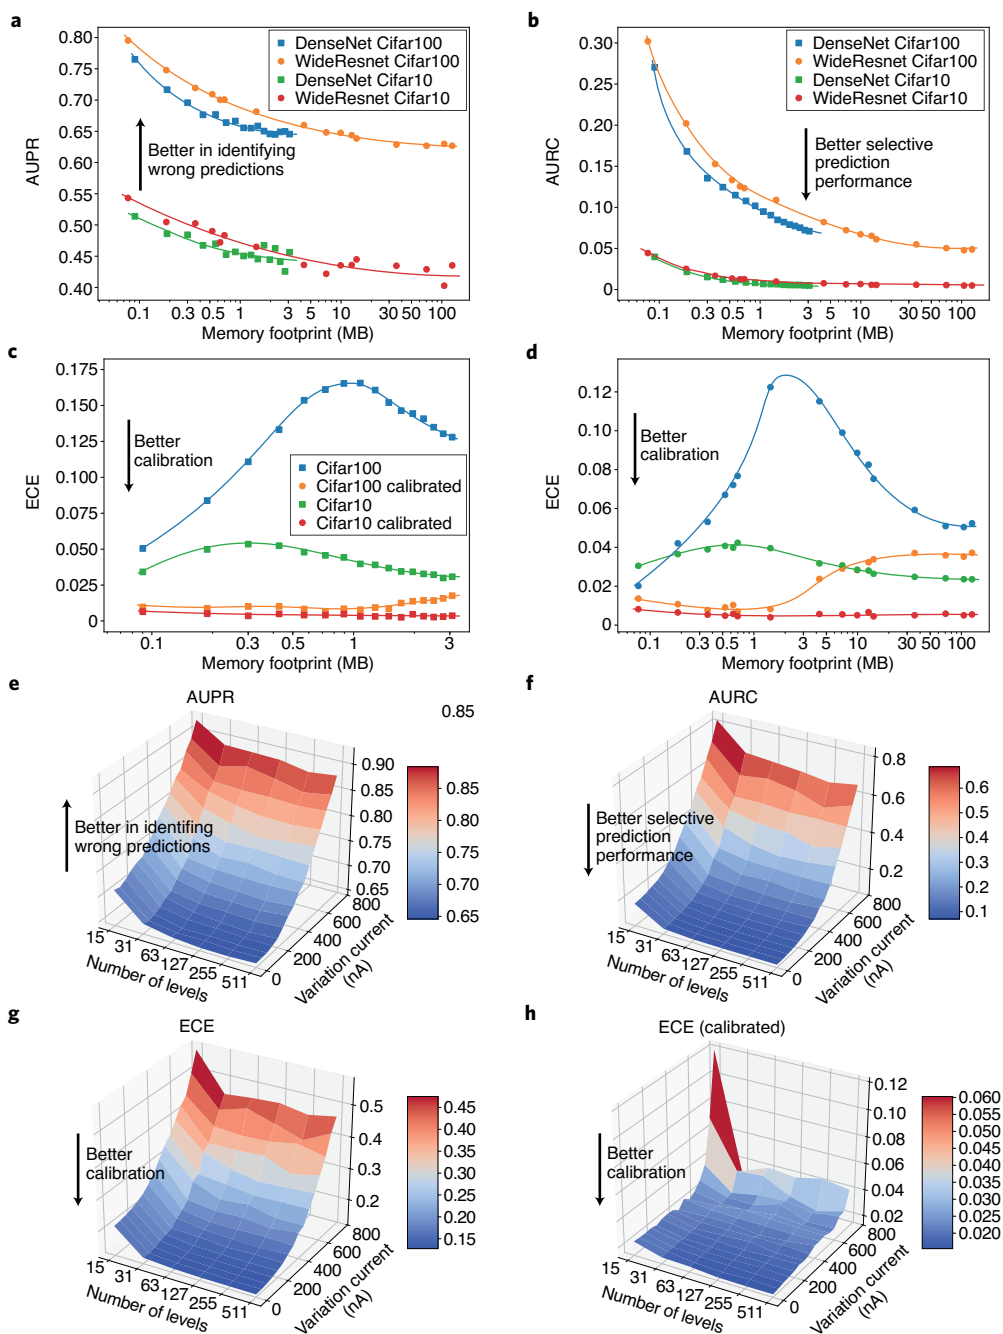 a
0.80
0.75
0.70
0.65
0.60
0.55
0.50
0.45
0.40
AUPR
DenseNet Cifar100
WideResnet Cifar100
DenseNet Cifar10
WideResnet Cifar10
Better in identifying
wrong predictions
0.1 0.3 0.5 1 3 5 10 30 50 100
Memory footprint (MB)
b
0.30
0.25
0.20
0.15
0.10
0.05
0
AURC
DenseNet Cifar100
WideResnet Cifar100
DenseNet Cifar10
WideResnet Cifar10
Better selective
prediction
performance
0.1 0.3 0.5 1 3 5 10 30 50 100
Memory footprint (MB)
c
0.175
0.150
0.125
0.100
0.075
0.050
0.025
0
ECE
Better
calibration
Cifar100
Cifar100 calibrated
Cifar10
Cifar10 calibrated
0.1 0.3 0.5 1 3
Memory footprint (MB)
d
0.12
0.10
0.08
0.06
0.04
0.02
0
ECE
Better
calibration
0.1 0.3 0.5 1 3 5 10 30 50 100
Memory footprint (MB)
e
AUPR
0.85
Better in identifing
wrong predictions
0.90
0.85
0.80
0.75
0.70
0.65
0.85
0.80
0.75
0.70
0.65
15 31 63 127 255 511
Number of levels
0 200 400 600 800
Variation current
(nA)
f
AURC
Better selective
prediction
performance
0.8
0.6
0.4
0.2
0.6
0.5
0.4
0.3
0.2
0.1
15 31 63 127 255 511
Number of levels
0 200 400 600 800
Variation current
(nA)
g
ECE
Better
calibration
0.5
0.4
0.3
0.2
0.45
0.40
0.35
0.30
0.25
0.20
0.15
15 31 63 127 255 511
Number of levels
0 200 400 600 800
Variation current
(nA)
h
ECE (calibrated)
Better
calibration
0.12
0.10
0.08
0.06
0.04
0.02
0.060
0.055
0.050
0.045
0.040
0.035
0.030
0.025
0.020
15 31 63 127 255 511
Number of levels
0 200 400 600 800
Variation current
(nA)